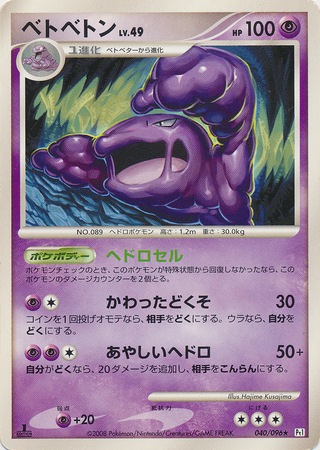 ベトベトン LV.49 HP 100
1進化 ベトベターから進化
NO.089 ヘドロポケモン 高さ：1.2m 重さ：30.0kg
ポケボディー ヘドロセル
ポケモンチェックのとき、このポケモンが特殊状態から回復しなかったなら、この
ポケモンのダメージカウンターを2個とる。
かわったどくそ 30
コインを1回投げオモテなら、相手をどくにする。ウラなら、自分
をどくにする。
あやしいヘドロ 50+
自分がどくなら、20ダメージを追加し、相手をこんらんにする。
Illus.Hajime Kusajima
弱点 抵抗力 にげる
+20
1 EDITION
©2008 Pokémon/Nintendo/Creatures/GAME FREAK. 040/096★ Pt1